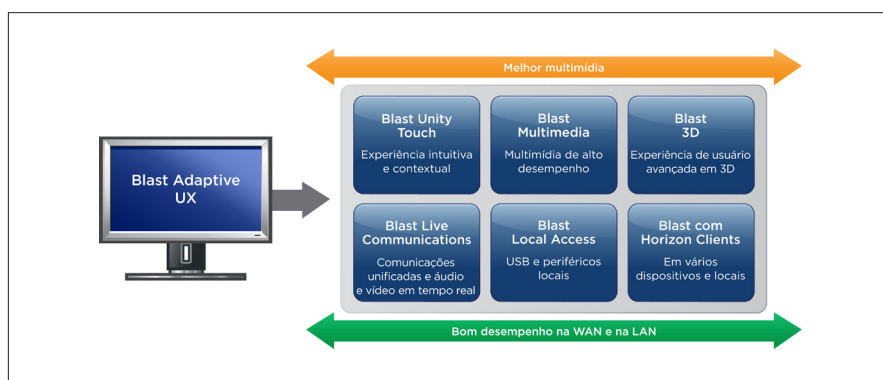 Melhor multimídia
Blast Adaptive
UX
Blast Unity
Touch
Experiência intuitiva
e contextual
Blast
Multimedia
Multimídia de alto
desempenho
Blast
3D
Experiência de usuário
avançada em 3D
Blast Live
Communications
Comunicações
unificadas e áudio
e vídeo em tempo real
Blast
Local Access
USB e periféricos
locais
Blast com
Horizon Clients
Em vários
dispositivos e locais
Bom desempenho na WAN e na LAN